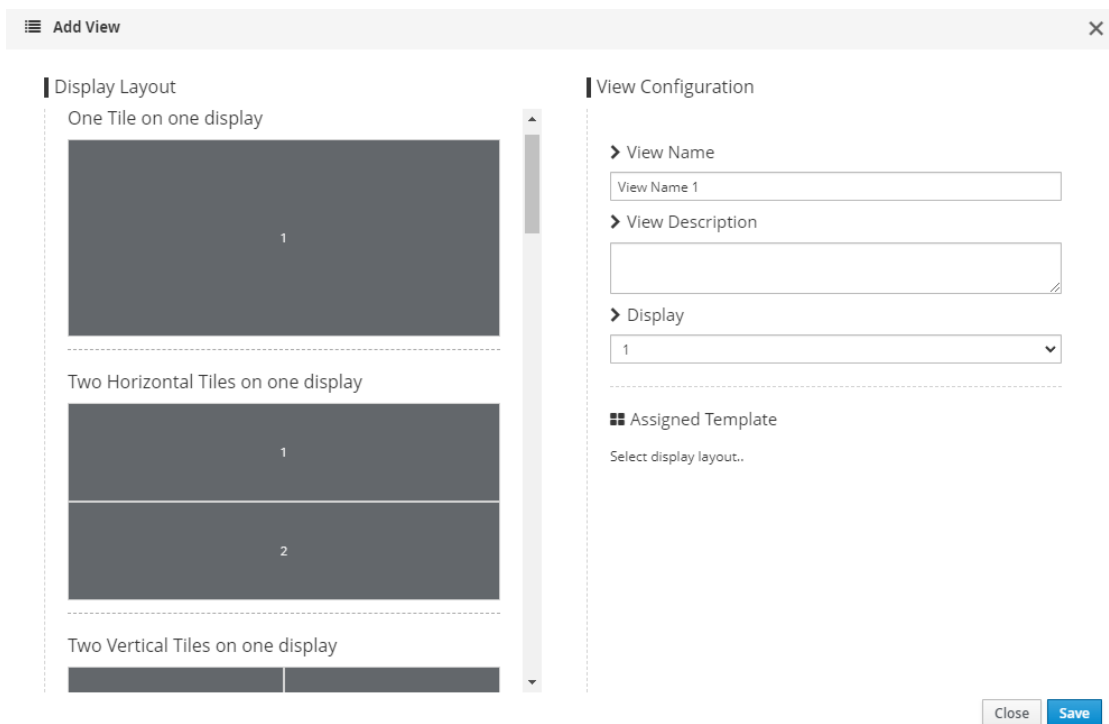 Add View
Display Layout
One Tile on one display
1
Two Horizontal Tiles on one display
1
2
Two Vertical Tiles on one display
View Configuration
View Name
View Name 1
View Description
Display
1
Assigned Template
Select display layout..
Close
Save